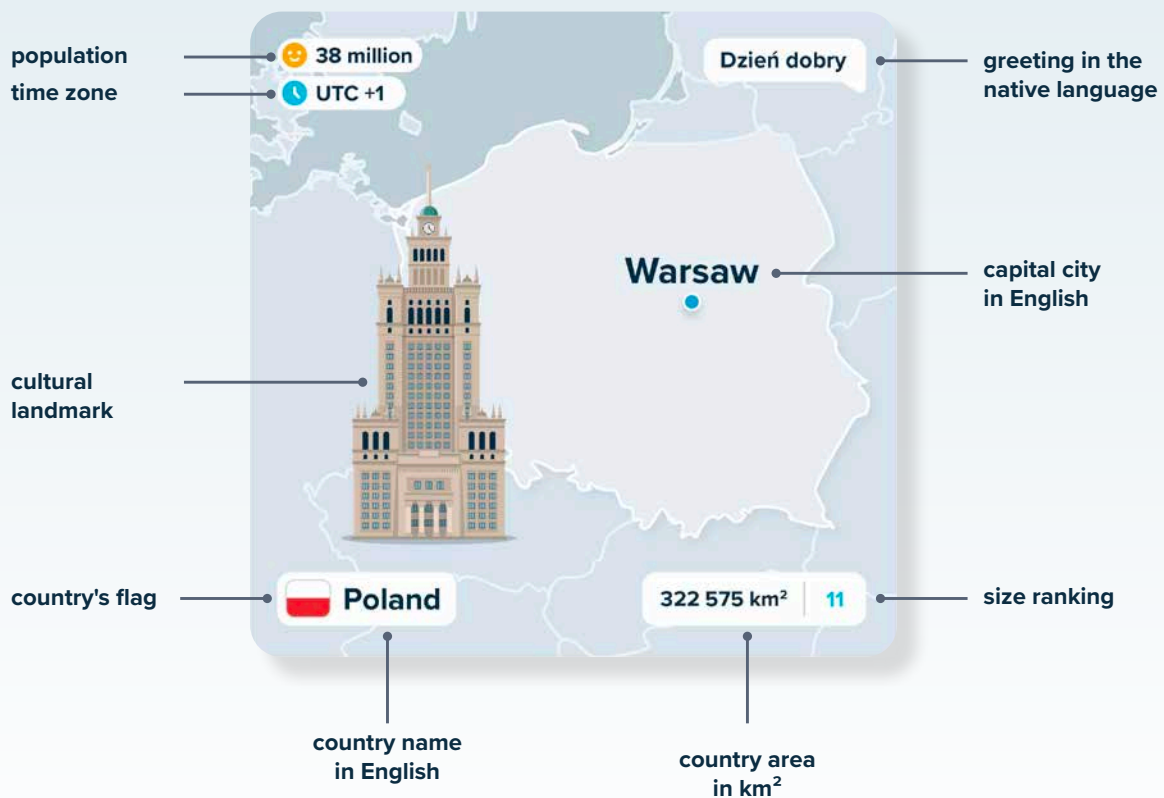 population
38 million
time zone
UTC +1
Dzień dobry
greeting in the
native language
Warsaw
capital city
in English
cultural
landmark
country's flag
Poland
322 575 km²
11
size ranking
country name
in English
country area
in km²